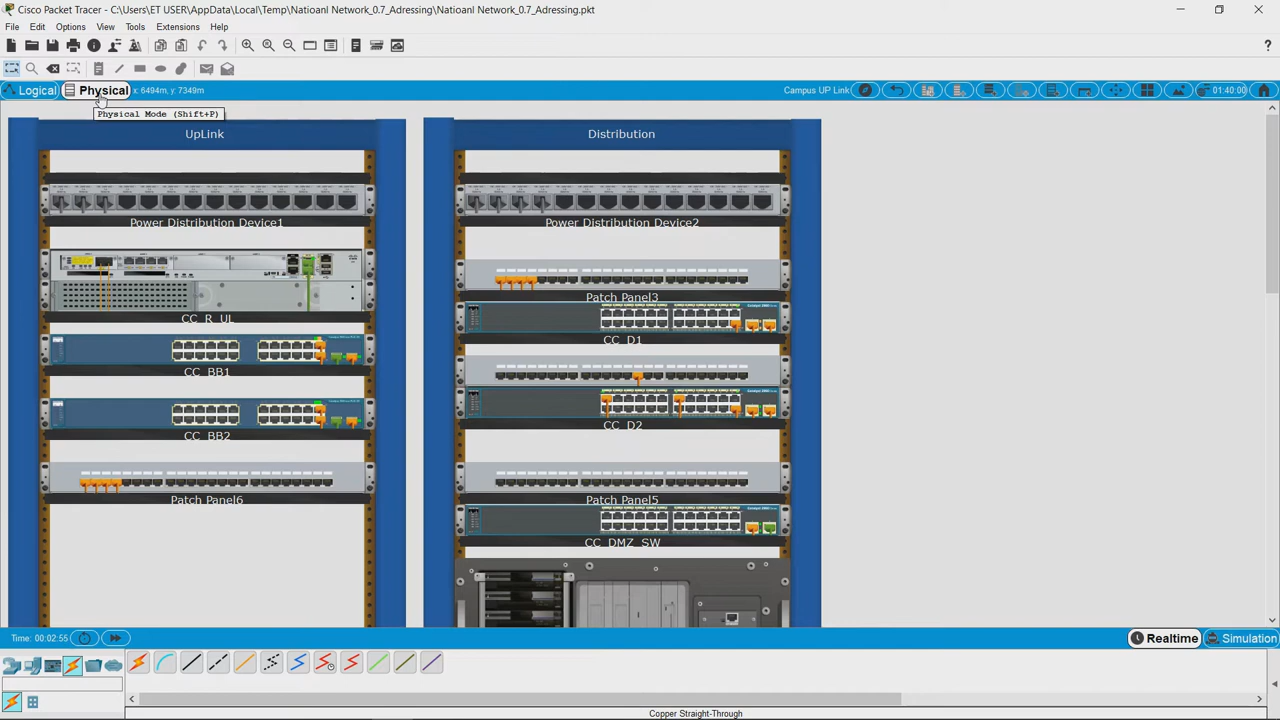 Cisco Packet Tracer - C:\Users\ET USER\AppData\Local\Temp\Natioanl Network_0.7_Adressing\Natioanl Network_0.7_Adressing.pkt
File Edit Options View Tools Extensions Help
Logical Physical x: 6494m, y: 7349m Campus UP Link 01:40:00
Physical Mode (Shift+P)
UpLink
Power Distribution Device1
CC_R_UL
CC_BB1
CC_BB2
Patch Panel6
Distribution
Power Distribution Device2
Patch Panel3
CC_D1
CC_D2
Patch Panel5
CC_DMZ_SW
Time: 00:02:55 Realtime Simulation
Copper Straight-Through